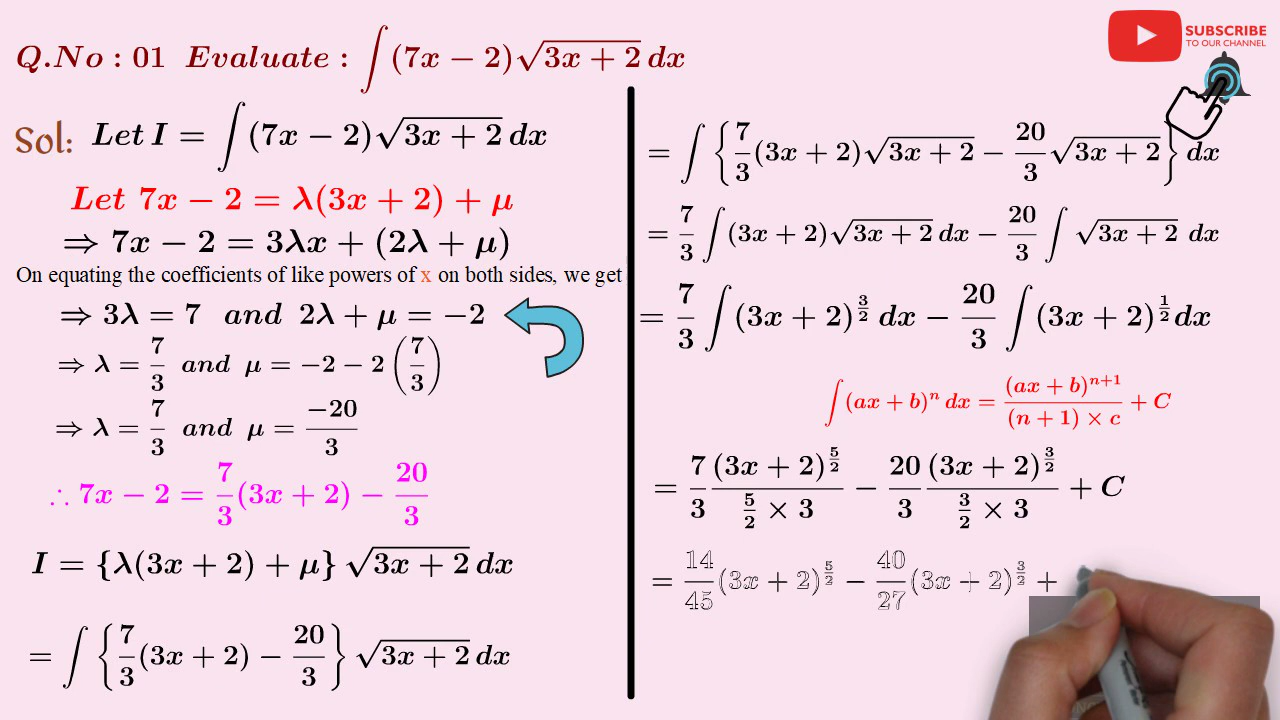 Q.No : 01 Evaluate : ∫(7x − 2)√(3x + 2) dx
SUBSCRIBE
TO OUR CHANNEL
Sol: Let I = ∫(7x − 2)√(3x + 2) dx
Let 7x − 2 = λ(3x + 2) + μ
⇒ 7x − 2 = 3λx + (2λ + μ)
On equating the coefficients of like powers of x on both sides, we get
⇒ 3λ = 7 and 2λ + μ = −2
⇒ λ = 7/3 and μ = −2 − 2(7/3)
⇒ λ = 7/3 and μ = −20/3
∴ 7x − 2 = 7/3(3x + 2) − 20/3
I = {λ(3x + 2) + μ} √(3x + 2) dx
= ∫{7/3(3x + 2) − 20/3} √(3x + 2) dx
= ∫{7/3(3x + 2)√(3x + 2) − 20/3√(3x + 2)} dx
= 7/3 ∫(3x + 2)√(3x + 2) dx − 20/3 ∫ √(3x + 2) dx
= 7/3 ∫(3x + 2)^(3/2) dx − 20/3 ∫(3x + 2)^(1/2) dx
∫(ax + b)^n dx = (ax + b)^(n+1)/((n + 1) × c) + C
= 7/3 (3x + 2)^(5/2)/(5/2 × 3) − 20/3 (3x + 2)^(3/2)/(3/2 × 3) + C
= 14/45(3x + 2)^(5/2) − 40/27(3x + 2)^(3/2) +